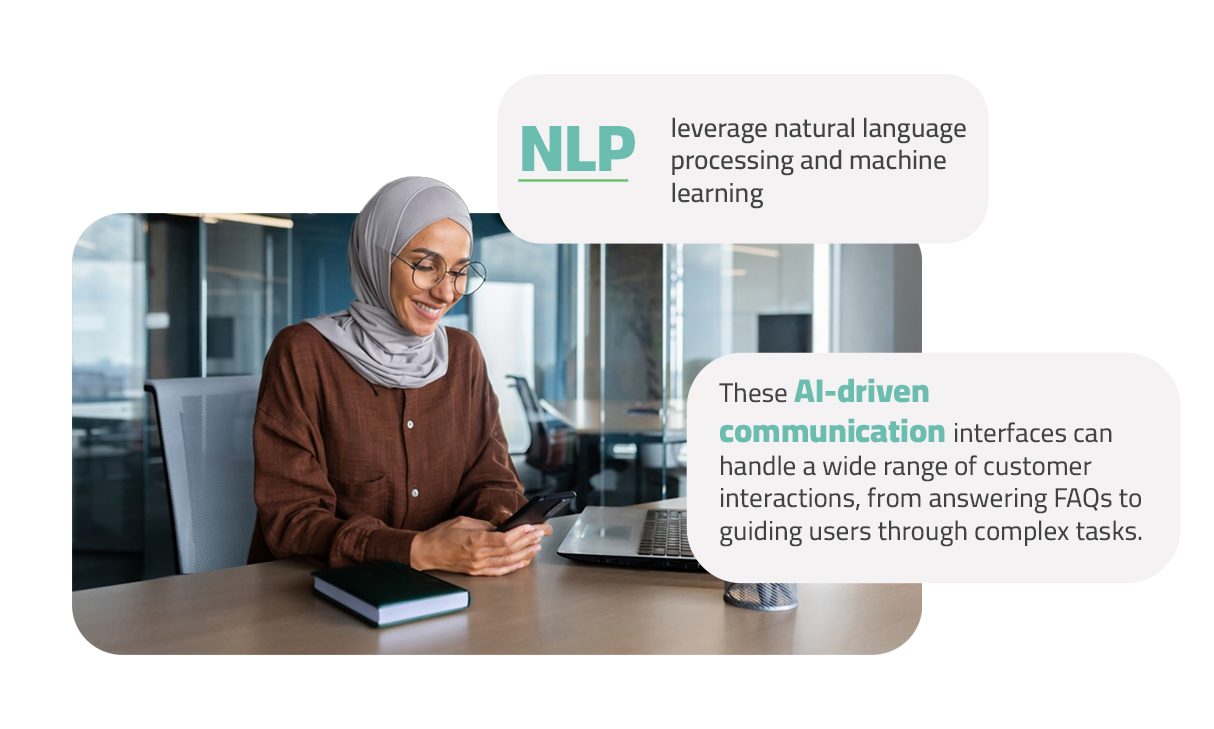 NLP
leverage natural language
processing and machine
learning
These AI-driven
communication interfaces can
handle a wide range of customer
interactions, from answering FAQs to
guiding users through complex tasks.